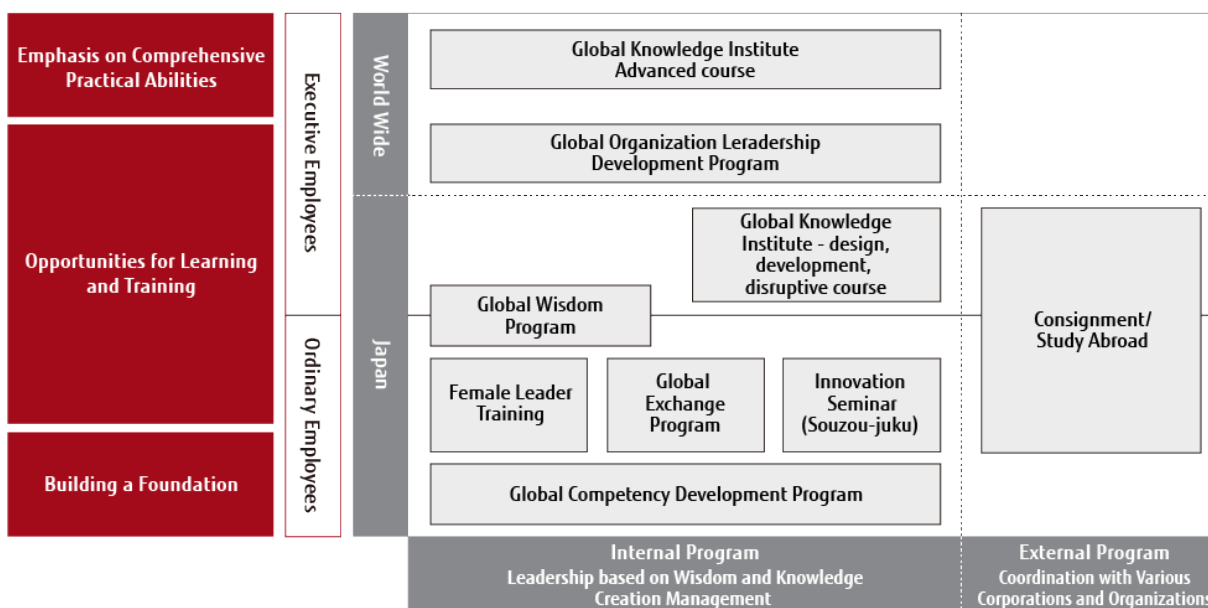 Emphasis on Comprehensive
Practical Abilities
Opportunities for Learning
and Training
Building a Foundation
Executive Employees
Ordinary Employees
World Wide
Japan
Global Knowledge Institute
Advanced course
Global Organization Leradership
Development Program
Global Knowledge
Institute - design,
development,
disruptive course
Global Wisdom
Program
Female Leader
Training
Global
Exchange
Program
Innovation
Seminar
(Souzou-juku)
Global Competency Development Program
Consignment/
Study Abroad
Internal Program
Leadership based on Wisdom and Knowledge
Creation Management
External Program
Coordination with Various
Corporations and Organizations